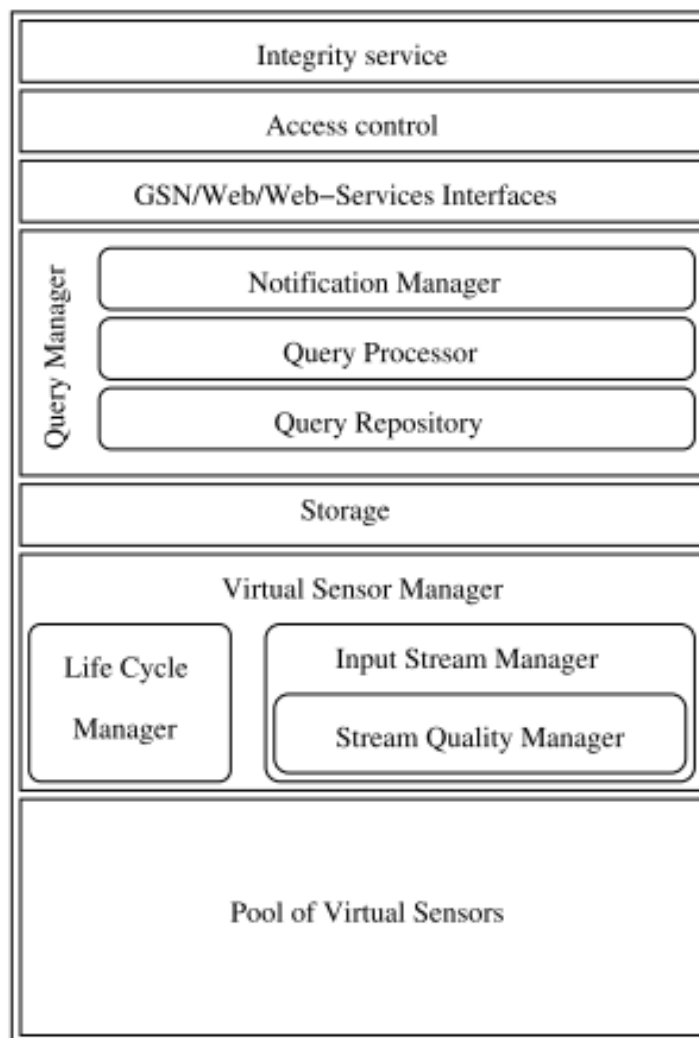 Integrity service
Access control
GSN/Web/Web−Services Interfaces
Query Manager
Notification Manager
Query Processor
Query Repository
Storage
Virtual Sensor Manager
Life Cycle
Manager
Input Stream Manager
Stream Quality Manager
Pool of Virtual Sensors